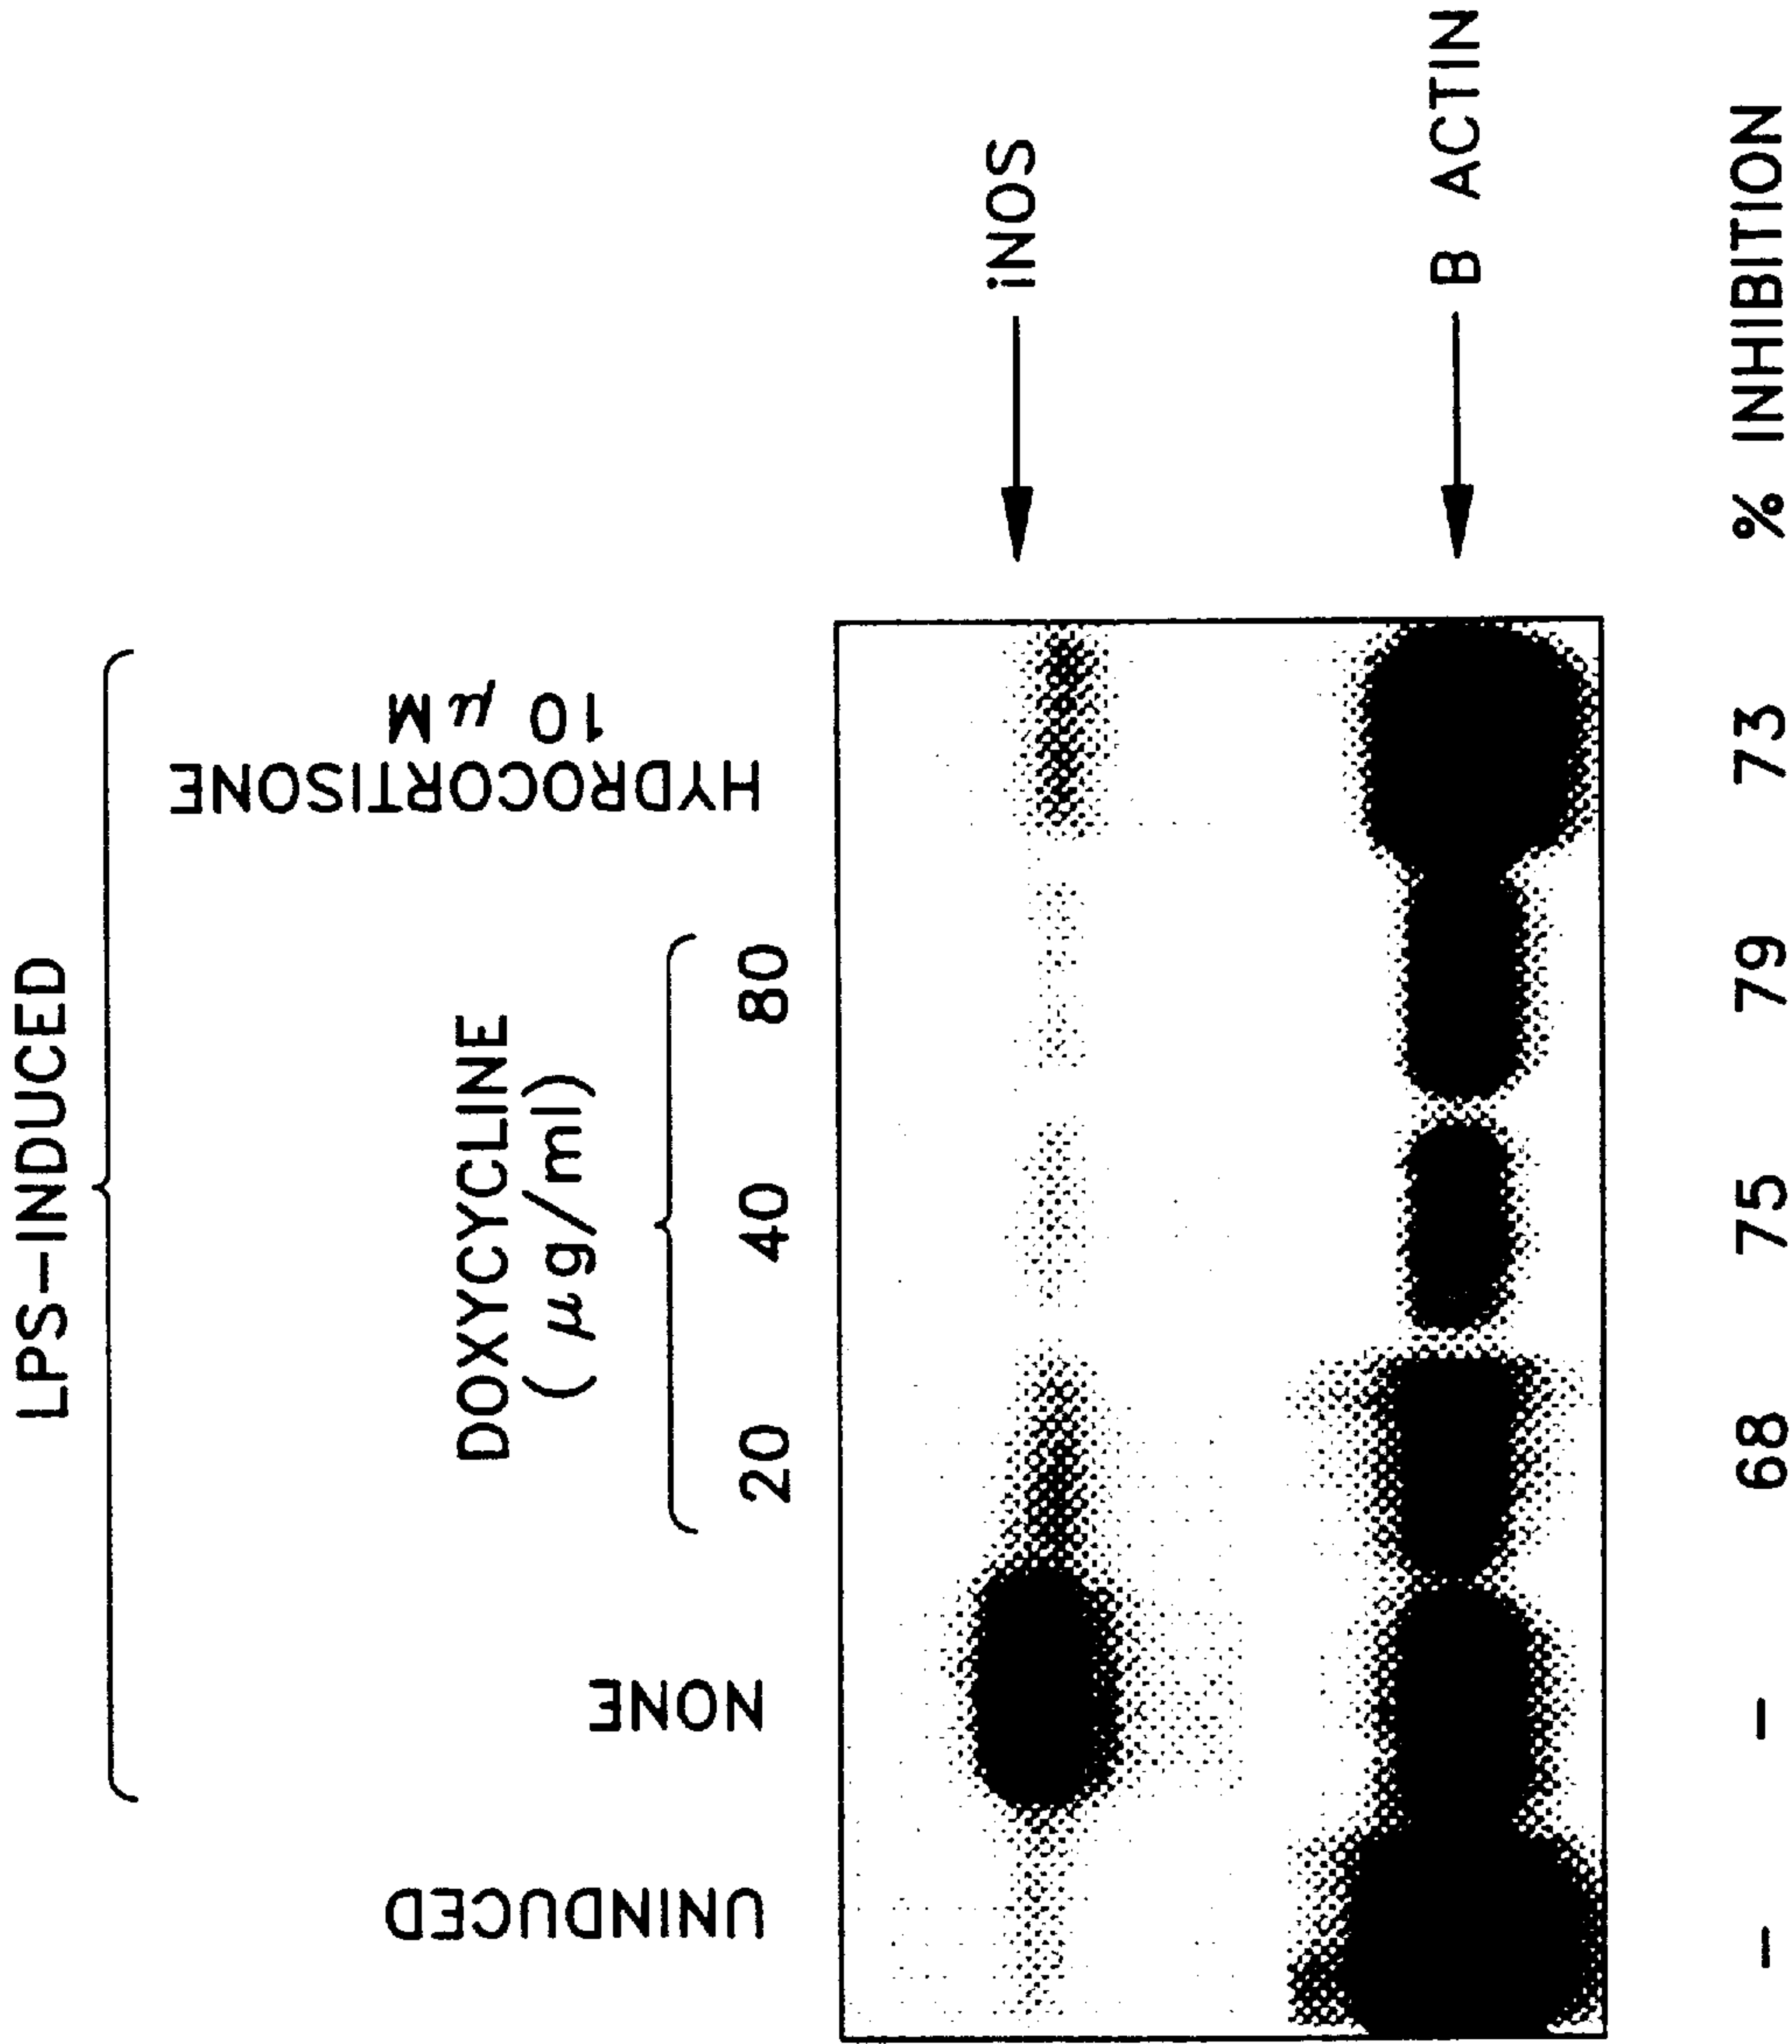 LPS-INDUCED
DOXYCYCLINE
( μg/ml)
HYDROCORTISONE
10 μM
UNINDUCED
NONE
20 40 80
iNOS
B ACTIN
- - 68 75 79 73 % INHIBITION